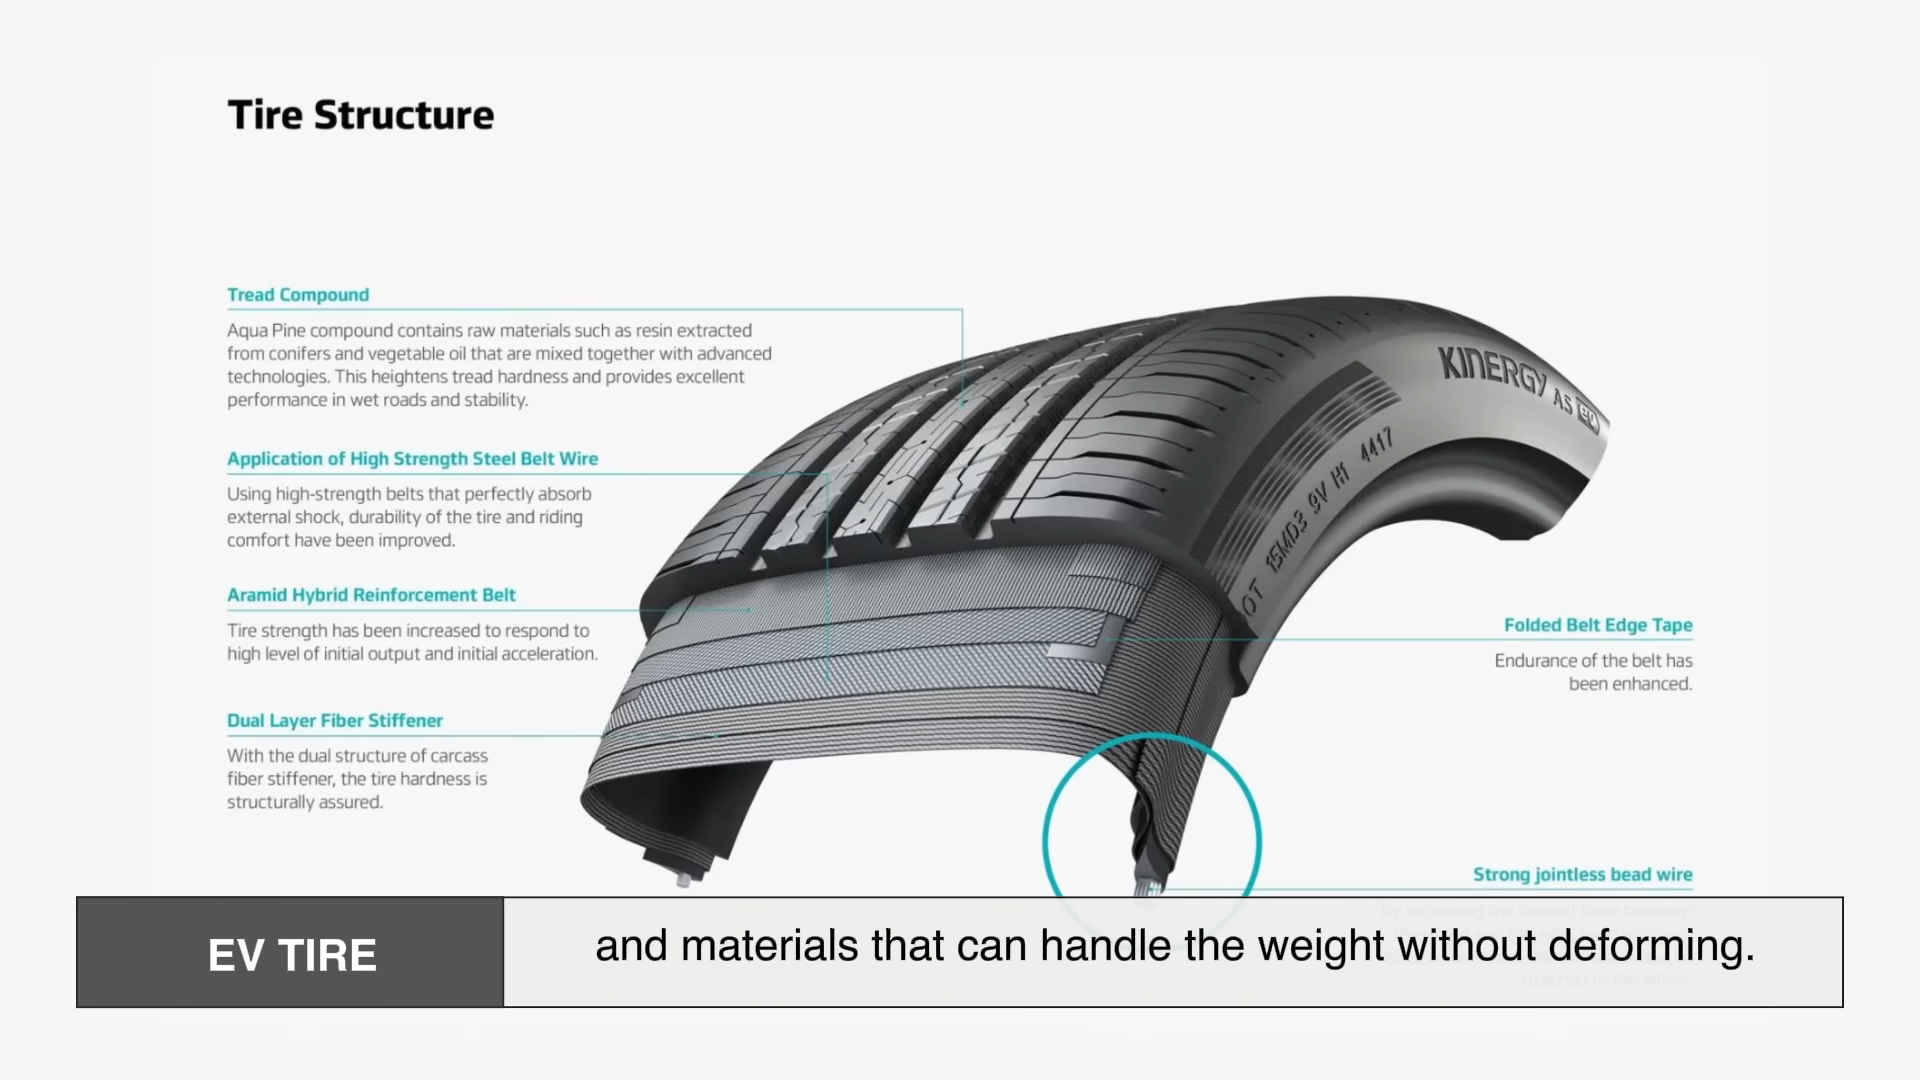 Tire Structure
Tread Compound
Aqua Pine compound contains raw materials such as resin extracted
from conifers and vegetable oil that are mixed together with advanced
technologies. This heightens tread hardness and provides excellent
performance in wet roads and stability.
Application of High Strength Steel Belt Wire
Using high-strength belts that perfectly absorb
external shock, durability of the tire and riding
comfort have been improved.
Aramid Hybrid Reinforcement Belt
Tire strength has been increased to respond to
high level of initial output and initial acceleration.
Dual Layer Fiber Stiffener
With the dual structure of carcass
fiber stiffener, the tire hardness is
structurally assured.
KINERGY AS eco
OT 15MD3 9V H1 4417
Folded Belt Edge Tape
Endurance of the belt has
been enhanced.
Strong jointless bead wire
EV TIRE
and materials that can handle the weight without deforming.